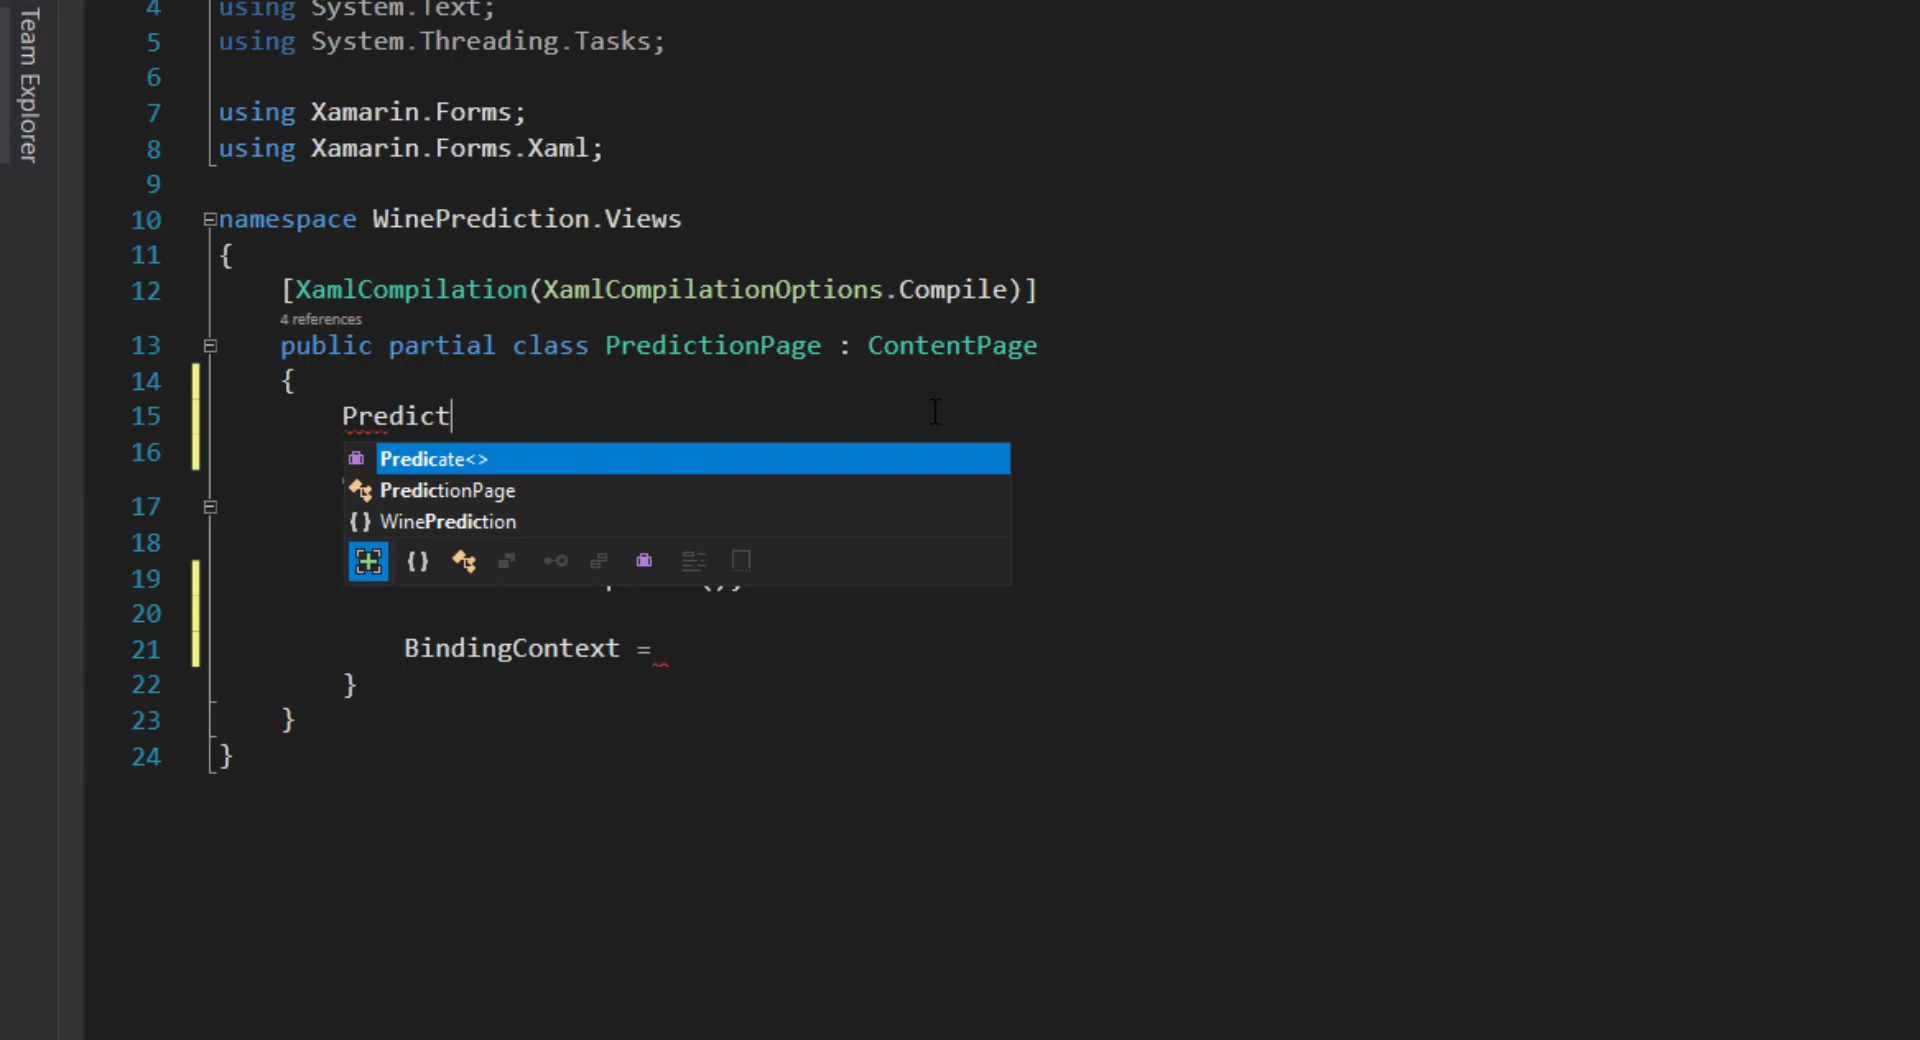 Team Explorer
4 using System.Text;
5 using System.Threading.Tasks;
6
7 using Xamarin.Forms;
8 using Xamarin.Forms.Xaml;
9
10 namespace WinePrediction.Views
11 {
12 [XamlCompilation(XamlCompilationOptions.Compile)]
4 references
13 public partial class PredictionPage : ContentPage
14 {
15 Predict
16
Predicate<>
PredictionPage
{} WinePrediction
{}
17
18
19
20
21 BindingContext =
22 }
23 }
24 }